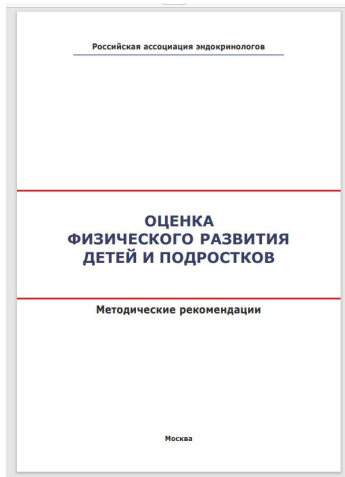 Российская ассоциация эндокринологов
ОЦЕНКА
ФИЗИЧЕСКОГО РАЗВИТИЯ
ДЕТЕЙ И ПОДРОСТКОВ
Методические рекомендации
Москва